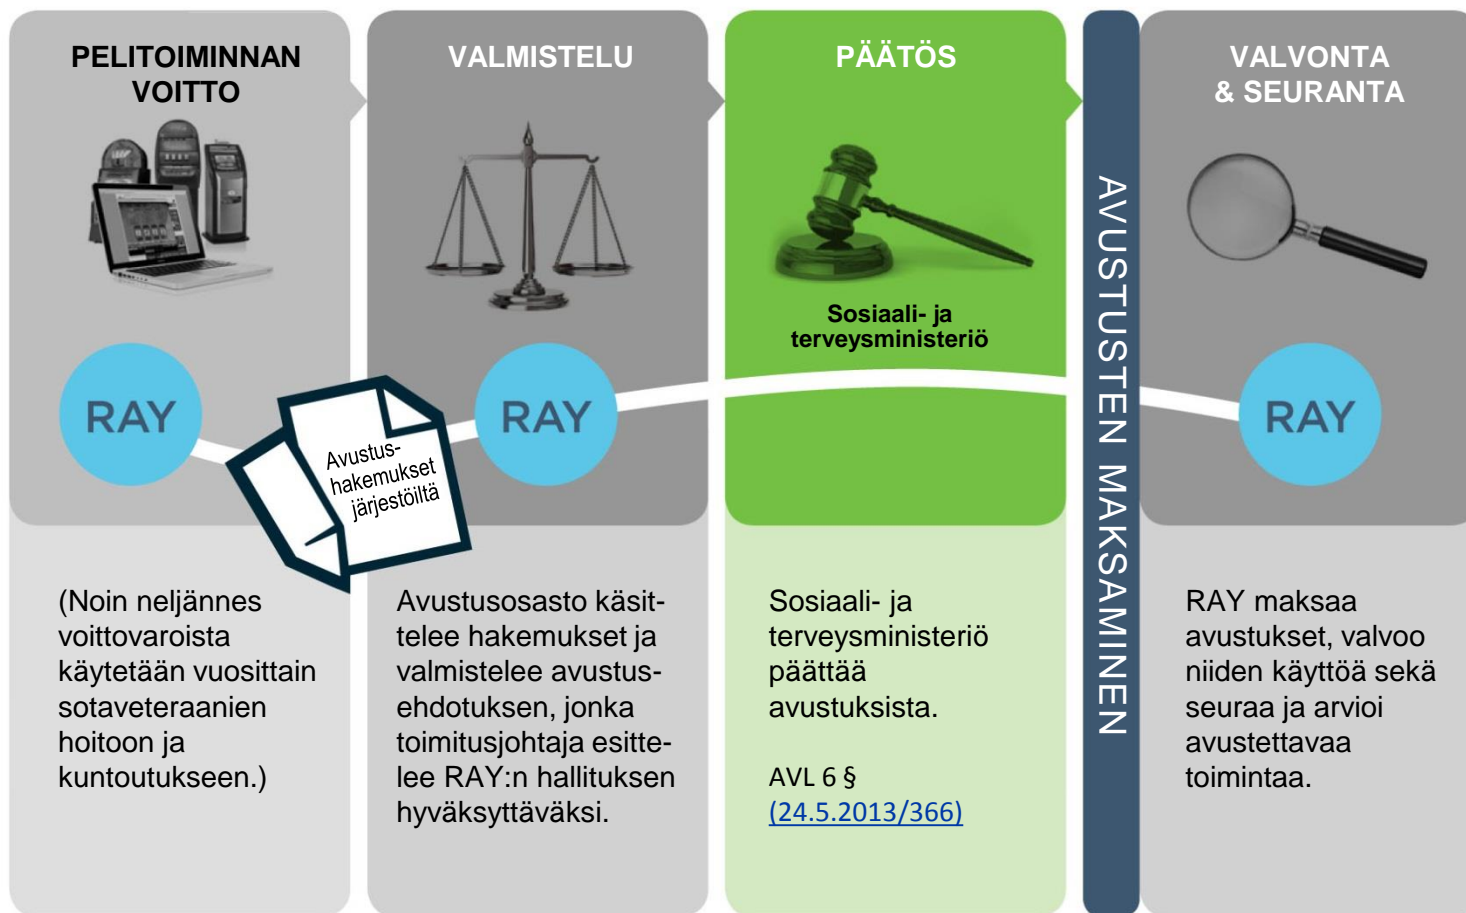 PELITOIMINNAN
VOITTO
RAY
(Noin neljännes
voittovaroista
käytetään vuosittain
sotaveteraanien
hoitoon ja
kuntoutukseen.)
Avustus-
hakemukset
järjestöiltä
VALMISTELU
RAY
Avustusosasto käsit-
telee hakemukset ja
valmistelee avustus-
ehdotuksen, jonka
toimitusjohtaja esitte-
lee RAY:n hallituksen
hyväksyttäväksi.
PÄÄTÖS
Sosiaali- ja
terveysministeriö
Sosiaali- ja
terveysministeriö
päättää
avustuksista.
AVL 6 §
(24.5.2013/366)
AVUSTUSTEN MAKSAMINEN
VALVONTA
& SEURANTA
RAY
RAY maksaa
avustukset, valvoo
niiden käyttöä sekä
seuraa ja arvioi
avustettavaa
toimintaa.